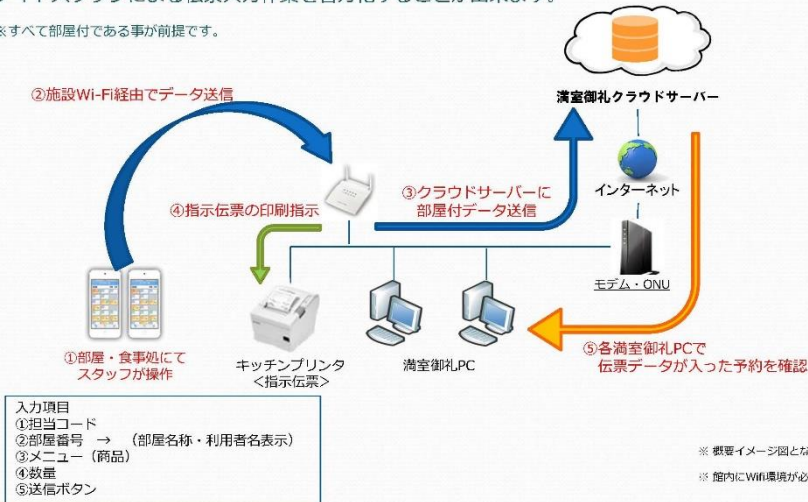 ※すべて部屋付である事が前提です。
満室御礼クラウドサーバー
②施設Wi-Fi経由でデータ送信
③クラウドサーバーに
部屋付データ送信
インターネット
④指示伝票の印刷指示
モデム・ONU
①部屋・食事処にて
スタッフが操作
キッチンプリンタ
<指示伝票>
満室御礼PC
⑤各満室御礼PCで
伝票データが入った予約を確認
入力項目
①担当コード
②部屋番号 → （部屋名称・利用者名表示）
③メニュー（商品）
④数量
⑤送信ボタン
※ 概要イメージ図とな
※ 館内にWifi環境が必